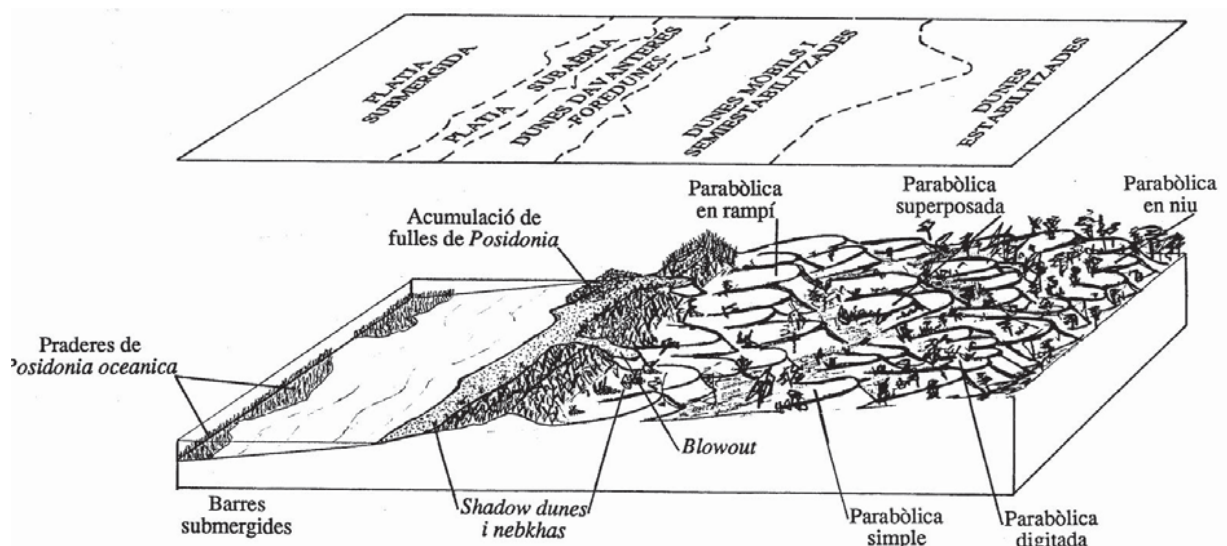 PLATJA
SUBMERGIDA
PLATJA SUBAÈRIA
DUNES DAVANTERES
-FOREDUNES-
DUNES MÒBILS I
SEMIESTABILITZADES
DUNES
ESTABILITZADES
Parabòlica
en rampí
Parabòlica
superposada
Parabòlica
en niu
Acumulació de
fulles de Posidonia
Praderes de
Posidonia oceanica
Blowout
Barres
submergides
Shadow dunes
i nebkhas
Parabòlica
simple
Parabòlica
digitada